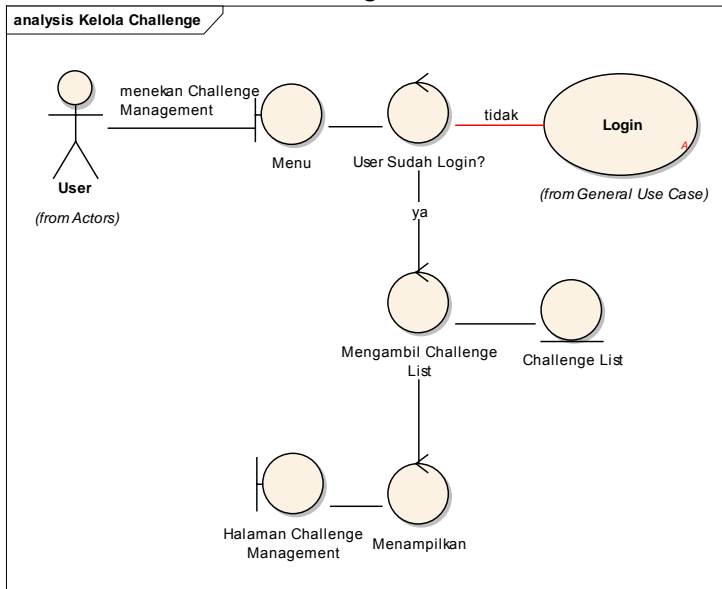 analysis Kelola Challenge
menekan Challenge
Management
Menu
User Sudah Login?
tidak
Login
A
User
(from Actors)
(from General Use Case)
ya
Mengambil Challenge
List
Challenge List
Halaman Challenge
Management
Menampilkan